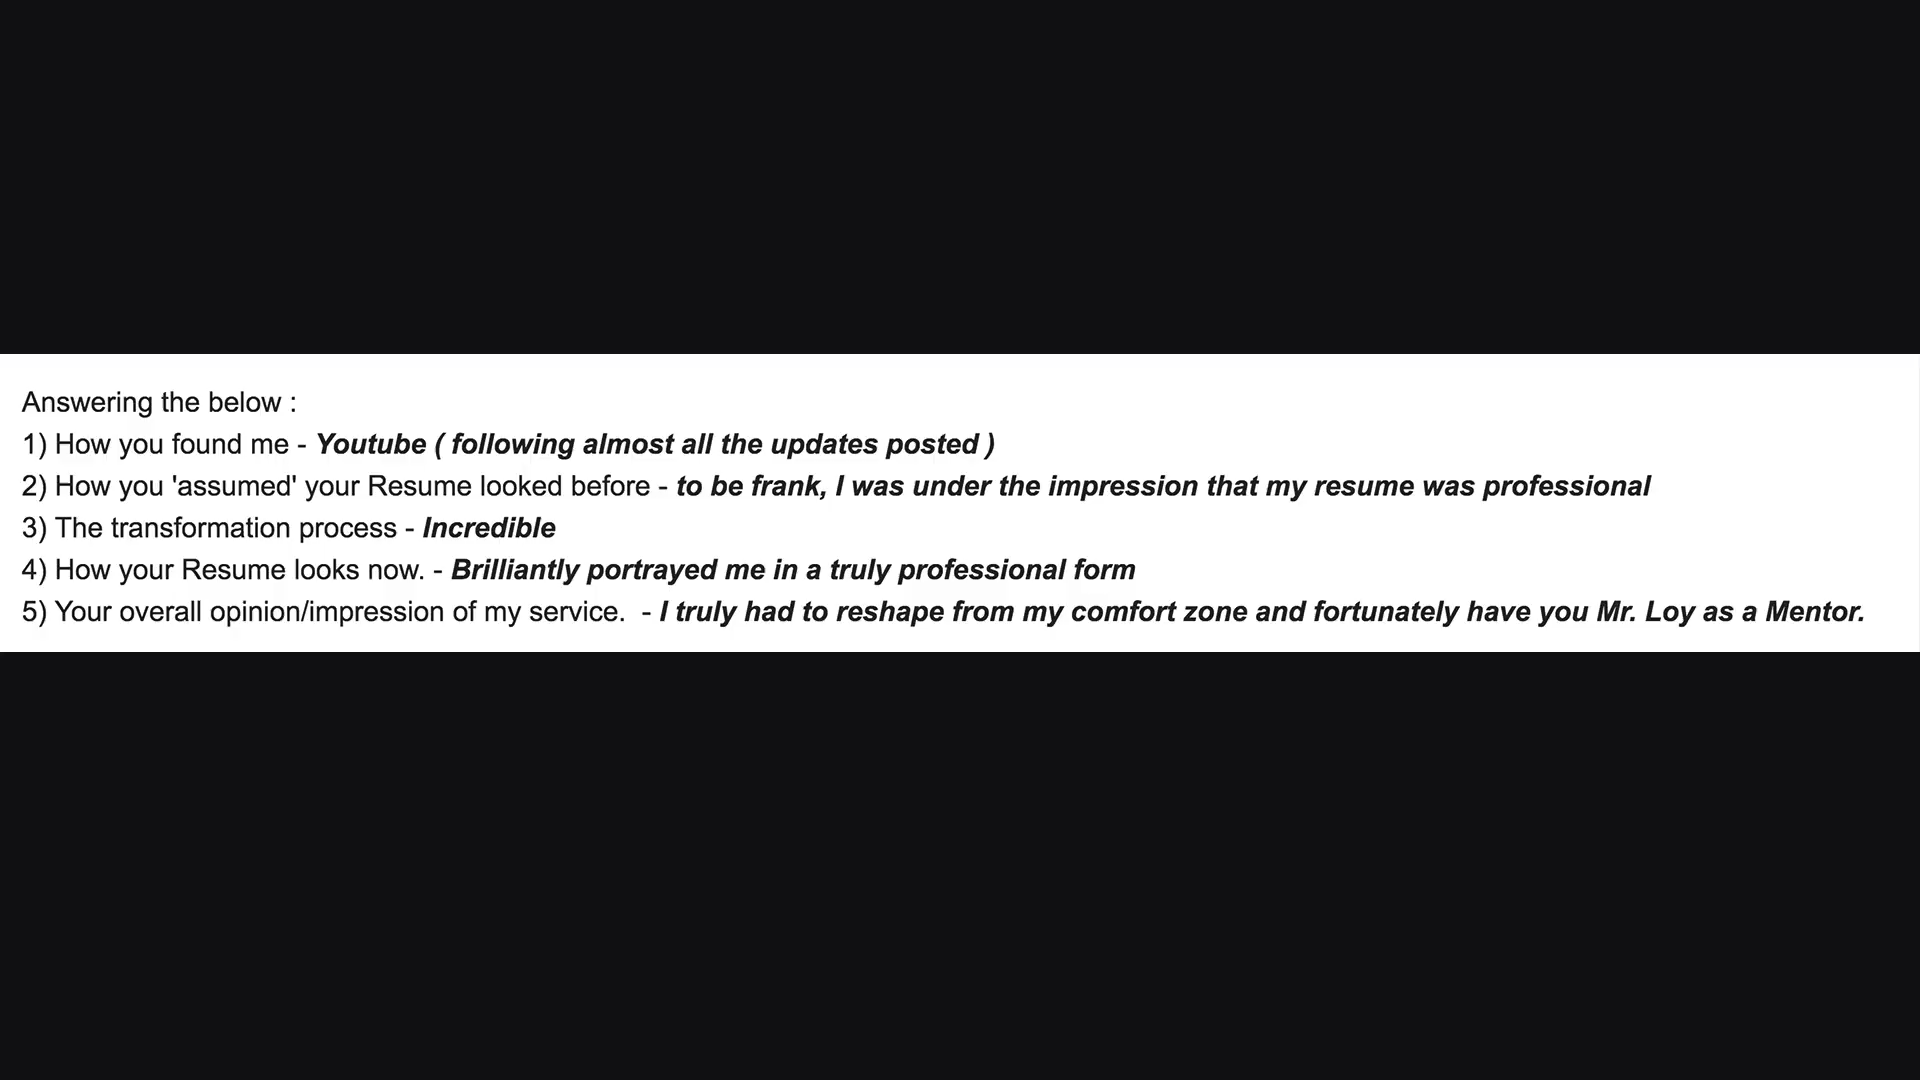 Answering the below :
1) How you found me - Youtube ( following almost all the updates posted )
2) How you 'assumed' your Resume looked before - to be frank, I was under the impression that my resume was professional
3) The transformation process - Incredible
4) How your Resume looks now. - Brilliantly portrayed me in a truly professional form
5) Your overall opinion/impression of my service.  - I truly had to reshape from my comfort zone and fortunately have you Mr. Loy as a Mentor.